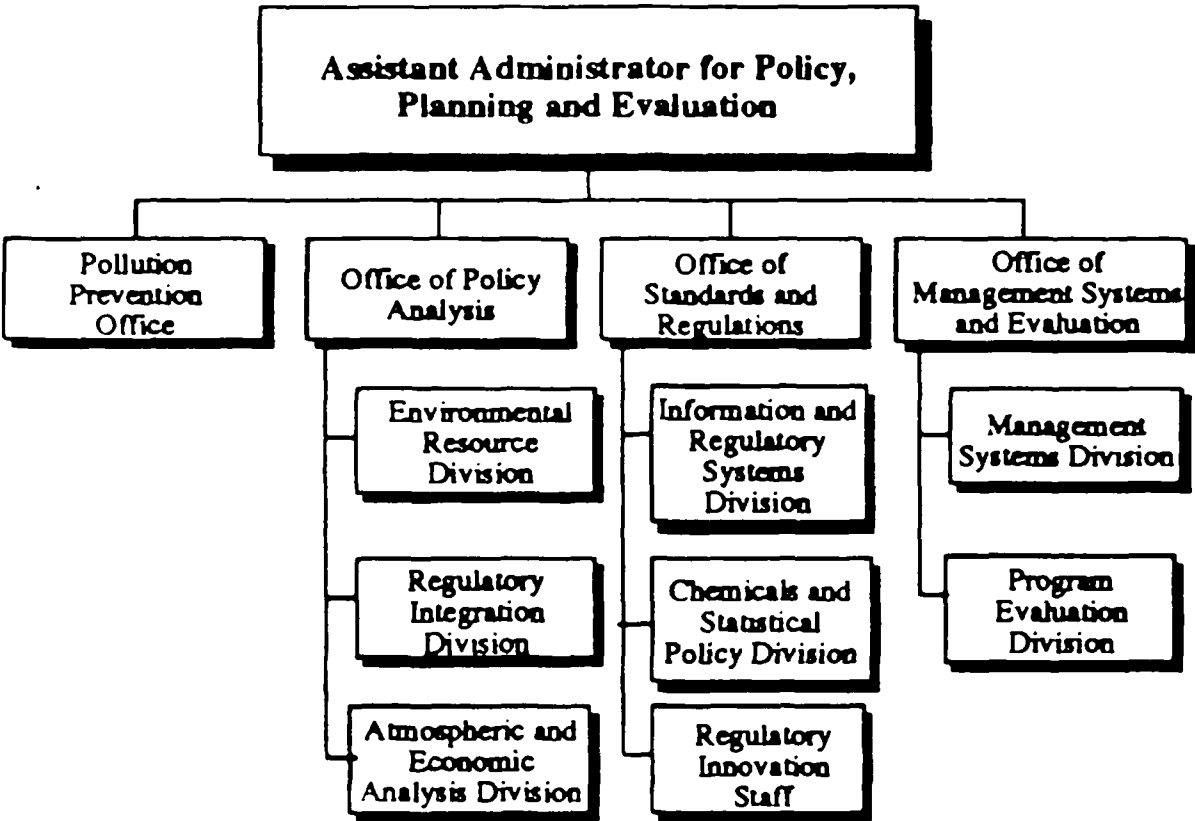 Assistant Administrator for Policy,
Planning and Evaluation
Pollution
Prevention
Office
Office of Policy
Analysis
Office of
Standards and
Regulations
Office of
Management Systems
and Evaluation
Environmental
Resource
Division
Information and
Regulatory
Systems
Division
Management
Systems Division
Regulatory
Integration
Division
Chemicals and
Statistical
Policy Division
Program
Evaluation
Division
Atmospheric and
Economic
Analysis Division
Regulatory
Innovation
Staff